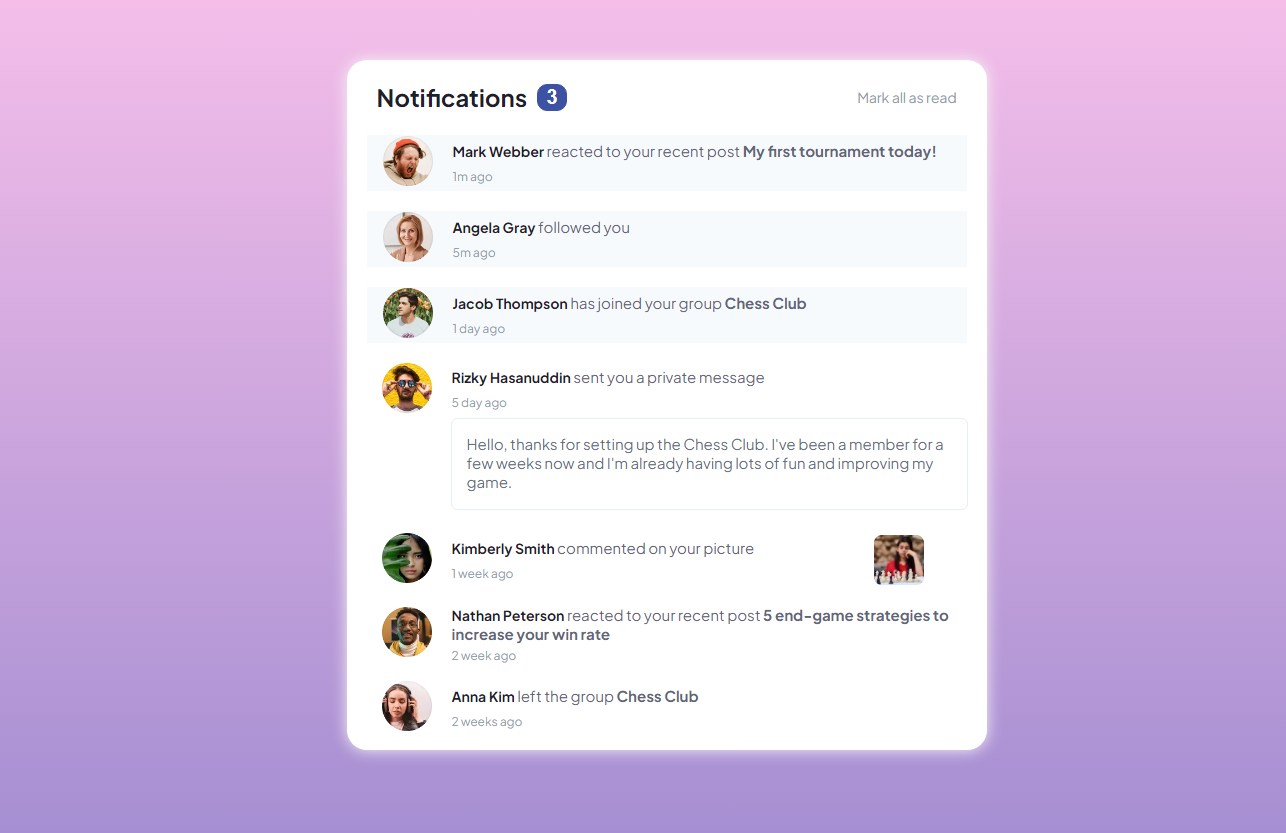 Notifications 3
Mark all as read
Mark Webber reacted to your recent post My first tournament today!
1m ago
Angela Gray followed you
5m ago
Jacob Thompson has joined your group Chess Club
1 day ago
Rizky Hasanuddin sent you a private message
5 day ago
Hello, thanks for setting up the Chess Club. I've been a member for a
few weeks now and I'm already having lots of fun and improving my
game.
Kimberly Smith commented on your picture
1 week ago
Nathan Peterson reacted to your recent post 5 end-game strategies to
increase your win rate
2 week ago
Anna Kim left the group Chess Club
2 weeks ago